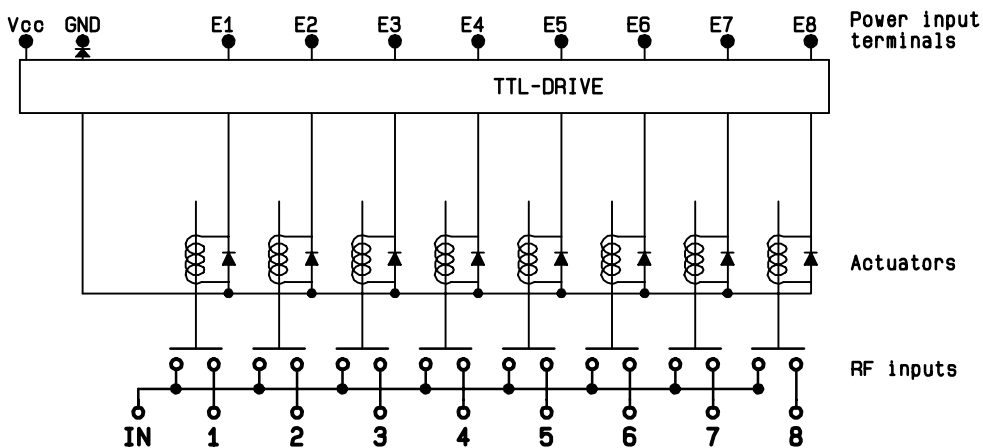 Vcc GND E1 E2 E3 E4 E5 E6 E7 E8 Power input
terminals
TTL-DRIVE
Actuators
RF inputs
IN 1 2 3 4 5 6 7 8